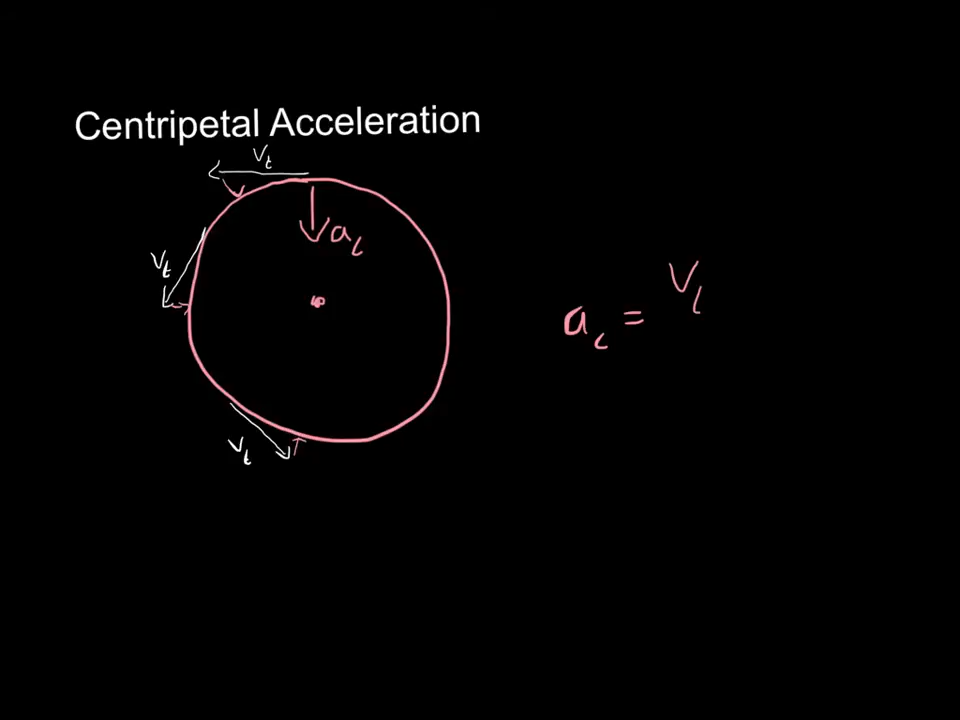 Centripetal Acceleration
vt
ac
vt
ac = vt
vt